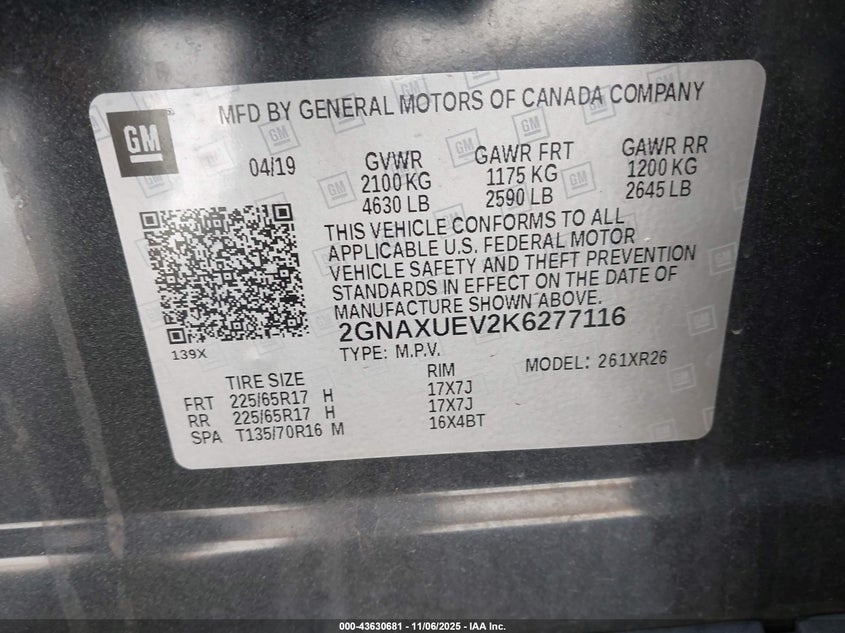 GM
MFD BY GENERAL MOTORS OF CANADA COMPANY
04/19
GVWR
2100 KG
4630 LB
GAWR FRT
1175 KG
2590 LB
GAWR RR
1200 KG
2645 LB
THIS VEHICLE CONFORMS TO ALL
APPLICABLE U.S. FEDERAL MOTOR
VEHICLE SAFETY AND THEFT PREVENTION
STANDARDS IN EFFECT ON THE DATE OF
MANUFACTURE SHOWN ABOVE.
2GNAXUEV2K6277116
139X
TYPE: M.P.V.
MODEL: 261XR26
TIRE SIZE RIM
FRT 225/65R17 H 17X7J
RR 225/65R17 H 17X7J
SPA T135/70R16 M 16X4BT
000-43630681 - 11/06/2025 - IAA Inc.